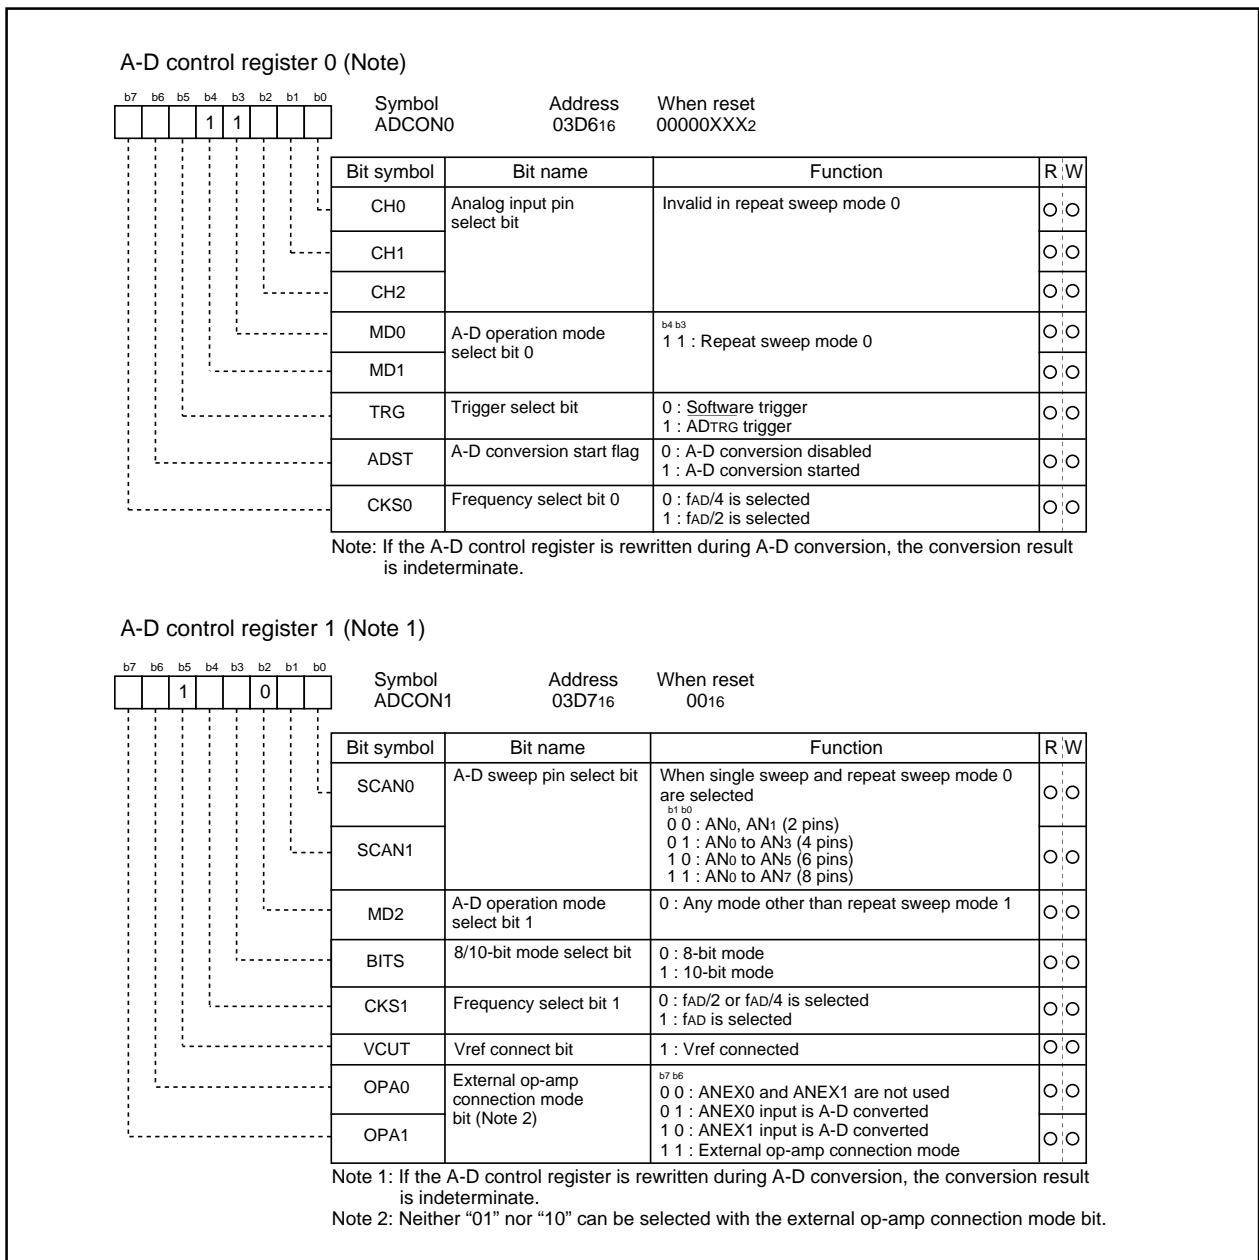 A-D control register 0 (Note)
b7 b6 b5 b4 b3 b2 b1 b0
1 1
Symbol Address When reset
ADCON0 03D616 00000XXX2
Bit symbol Bit name Function R W
CH0 Analog input pin select bit Invalid in repeat sweep mode 0
CH1
CH2
MD0 A-D operation mode select bit 0 b4 b3
1 1 : Repeat sweep mode 0
MD1
TRG Trigger select bit 0 : Software trigger
1 : ADTRG trigger
ADST A-D conversion start flag 0 : A-D conversion disabled
1 : A-D conversion started
CKS0 Frequency select bit 0 0 : fAD/4 is selected
1 : fAD/2 is selected
Note: If the A-D control register is rewritten during A-D conversion, the conversion result
is indeterminate.
A-D control register 1 (Note 1)
b7 b6 b5 b4 b3 b2 b1 b0
1 0
Symbol Address When reset
ADCON1 03D716 0016
Bit symbol Bit name Function R W
SCAN0 A-D sweep pin select bit When single sweep and repeat sweep mode 0
are selected
b1 b0
0 0 : AN0, AN1 (2 pins)
0 1 : AN0 to AN3 (4 pins)
SCAN1
1 0 : AN0 to AN5 (6 pins)
1 1 : AN0 to AN7 (8 pins)
MD2 A-D operation mode select bit 1 0 : Any mode other than repeat sweep mode 1
BITS 8/10-bit mode select bit 0 : 8-bit mode
1 : 10-bit mode
CKS1 Frequency select bit 1 0 : fAD/2 or fAD/4 is selected
1 : fAD is selected
VCUT Vref connect bit 1 : Vref connected
OPA0 External op-amp connection mode bit (Note 2) b7 b6
0 0 : ANEX0 and ANEX1 are not used
0 1 : ANEX0 input is A-D converted
OPA1
1 0 : ANEX1 input is A-D converted
1 1 : External op-amp connection mode
Note 1: If the A-D control register is rewritten during A-D conversion, the conversion result
is indeterminate.
Note 2: Neither “01” nor “10” can be selected with the external op-amp connection mode bit.